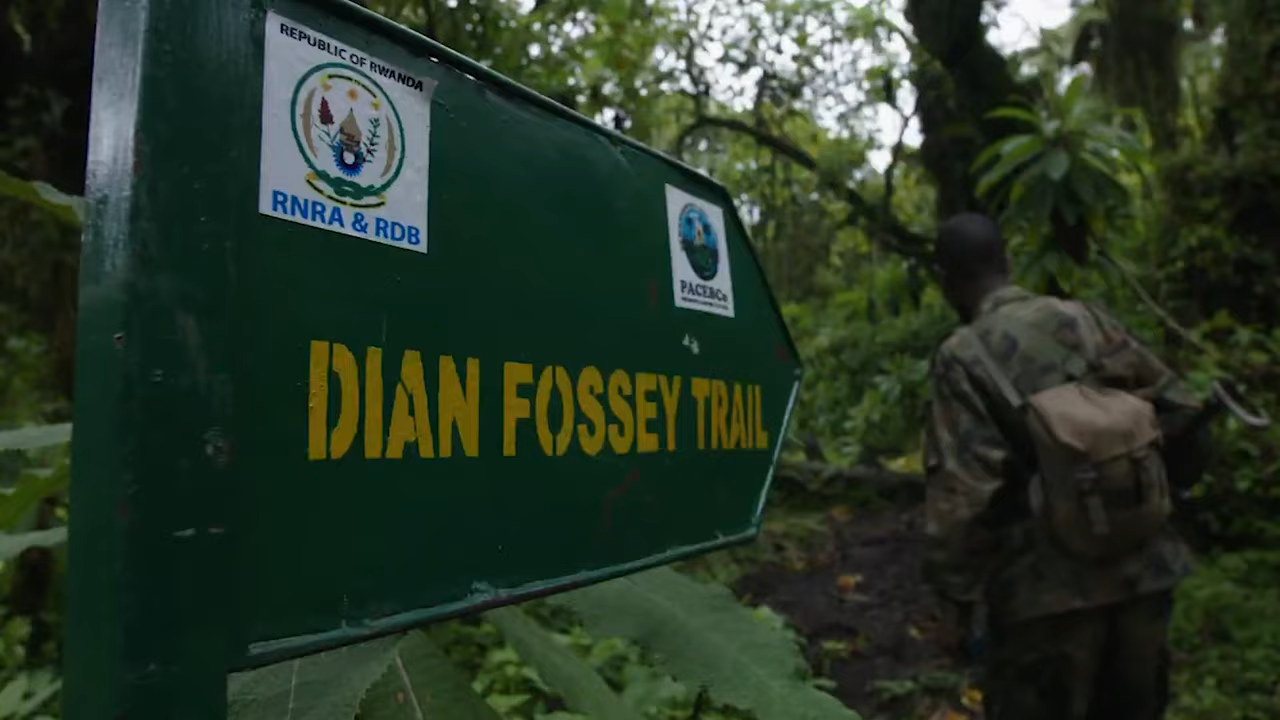 REPUBLIC OF RWANDA
RNRA & RDB
PACEBCo
DIAN FOSSEY TRAIL